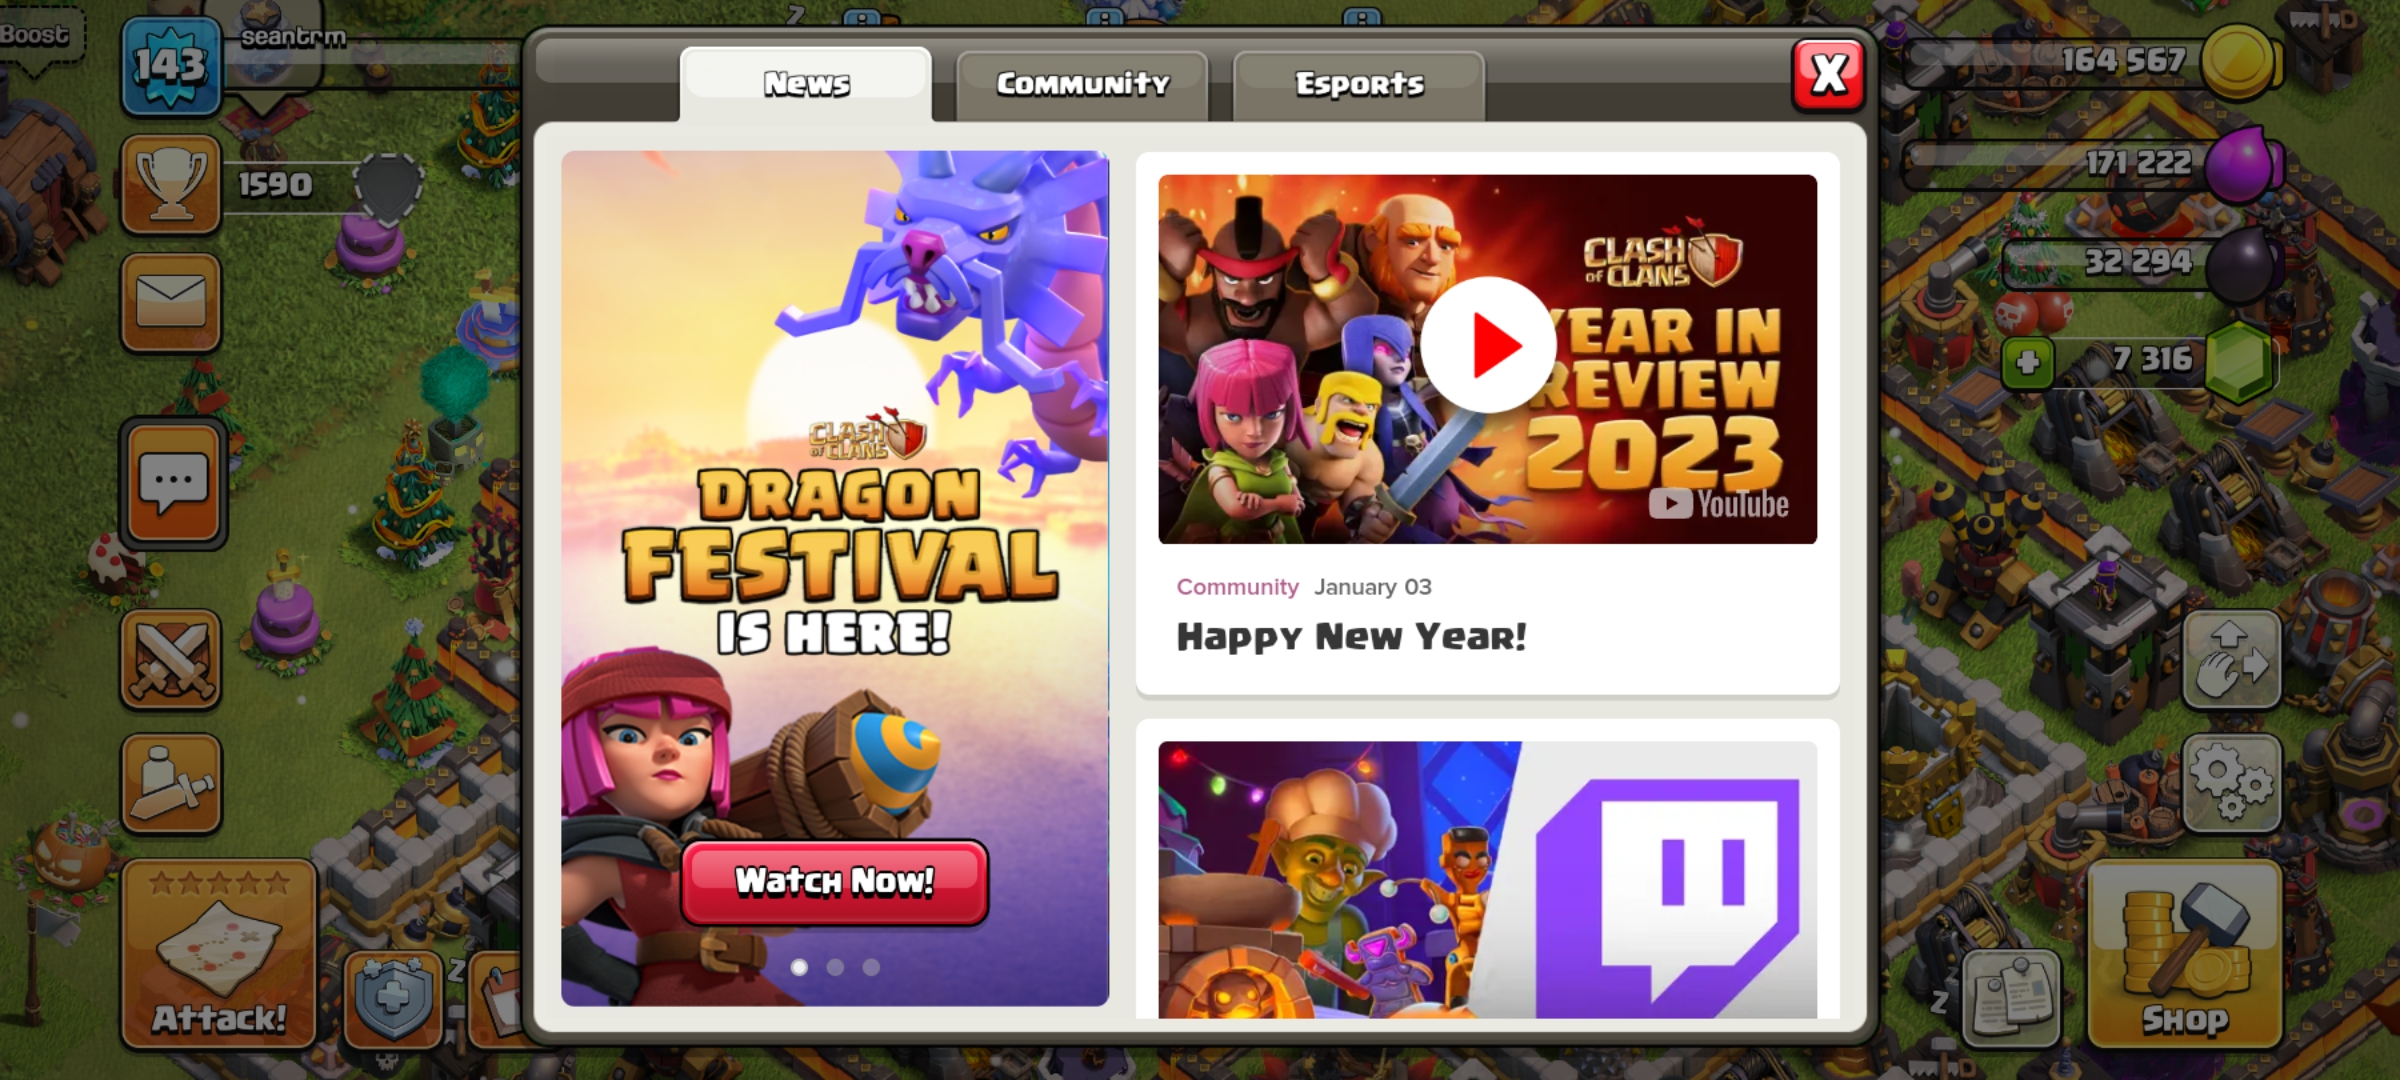 Boost
143
seantrm
1590
News
Community
Esports
X
164 567
171 222
32 294
7 316
CLASH
OF CLANS
DRAGON
FESTIVAL
IS HERE!
Watch Now!
CLASH
OF CLANS
YEAR IN
REVIEW
2023
YouTube
Community January 03
Happy New Year!
Attack!
Shop
z
z
z